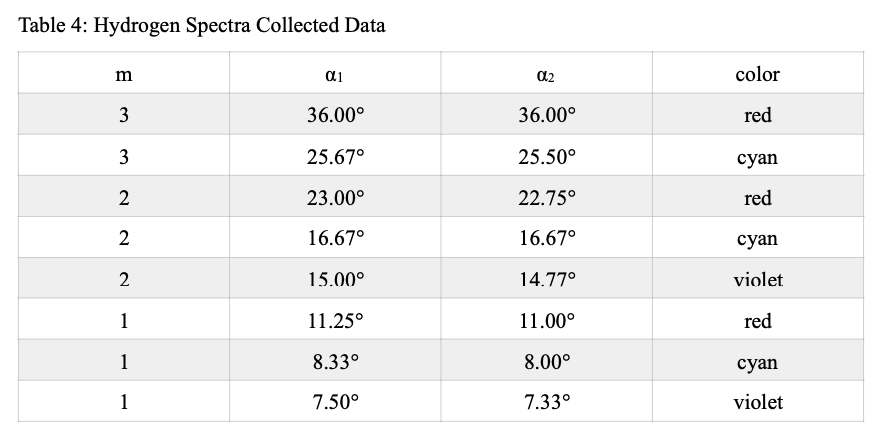 Table 4: Hydrogen Spectra Collected Data
m α₁ α₂ color
3 36.00° 36.00° red
3 25.67° 25.50° cyan
2 23.00° 22.75° red
2 16.67° 16.67° cyan
2 15.00° 14.77° violet
1 11.25° 11.00° red
1 8.33° 8.00° cyan
1 7.50° 7.33° violet